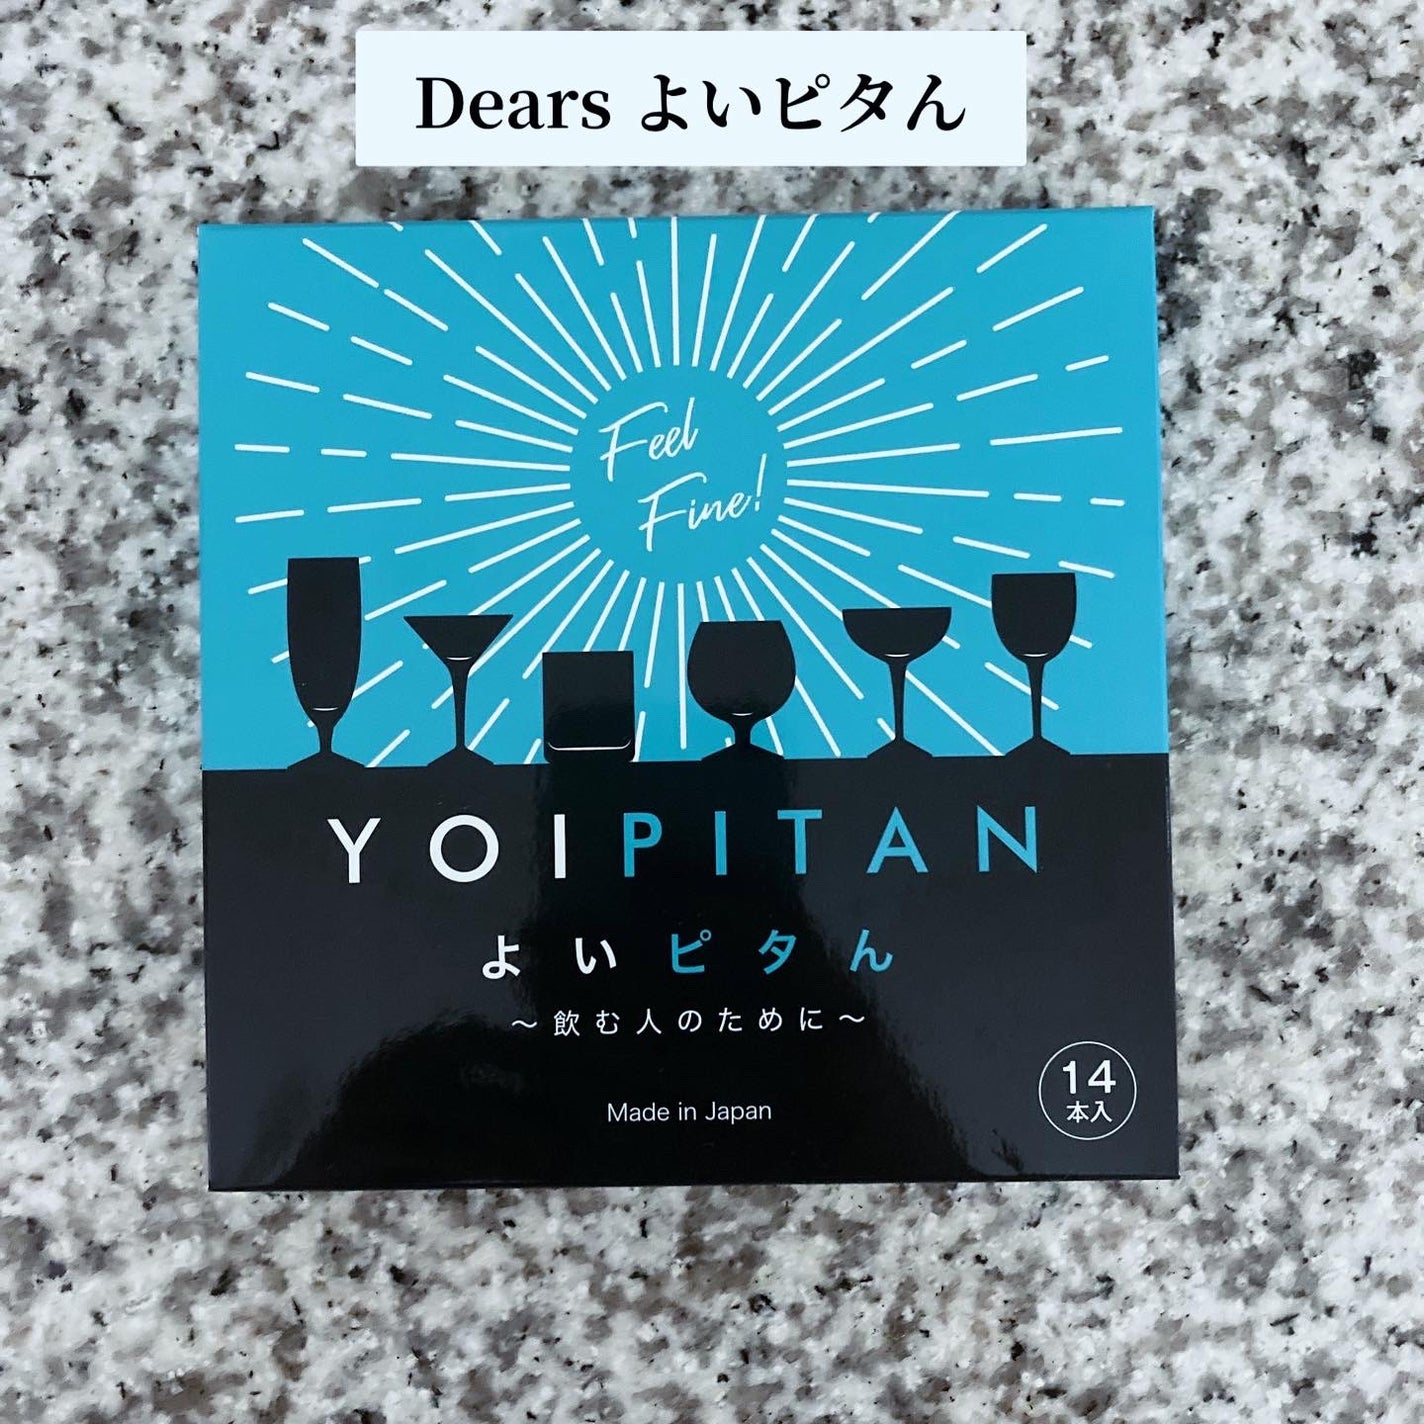 Dears よいピタん
Feel
Fine!
YOIPITAN
よいピタん
～飲む人のために～
Made in Japan
14
本入